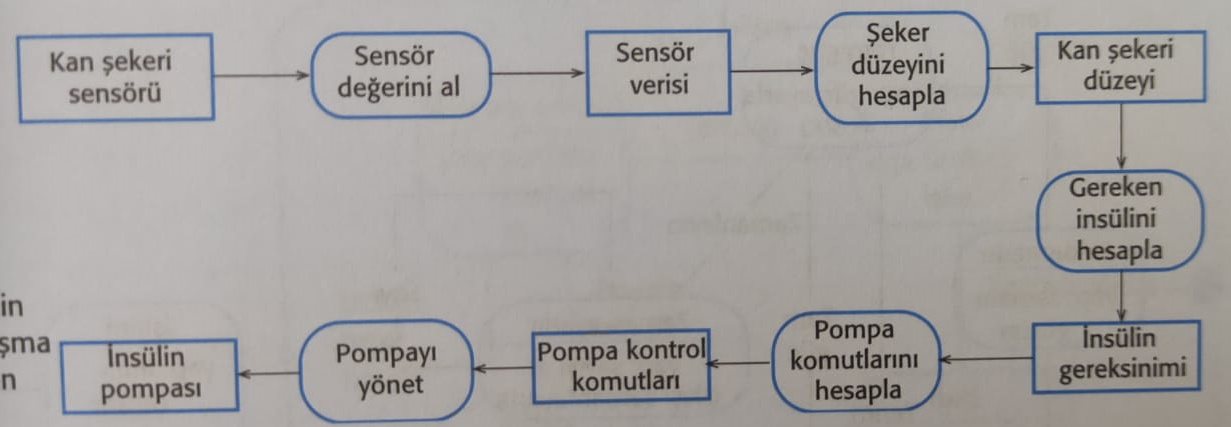 Kan şekeri
sensörü
Sensör
değerini al
Sensör
verisi
Şeker
düzeyini
hesapla
Kan şekeri
düzeyi
Gereken
insülini
hesapla
İnsülin
gereksinimi
Pompa
komutlarını
hesapla
Pompa kontrol
komutları
Pompayı
yönet
İnsülin
pompası
in
şma
n